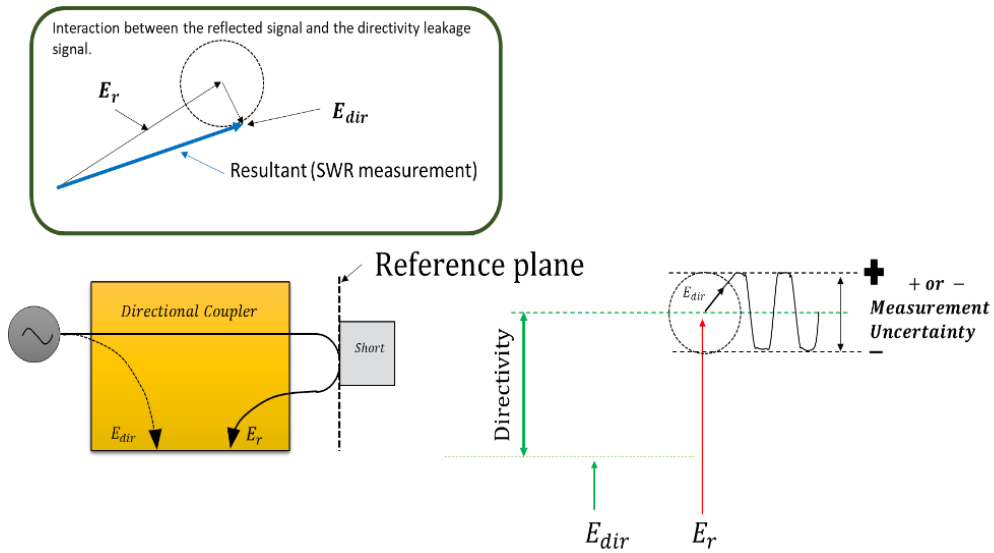 Interaction between the reflected signal and the directivity leakage
signal.
E_r
E_dir
Resultant (SWR measurement)
Reference plane
Directional Coupler
Short
E_dir
E_r
E_dir
+
+ or −
Measurement
Uncertainty
−
Directivity
E_dir
E_r